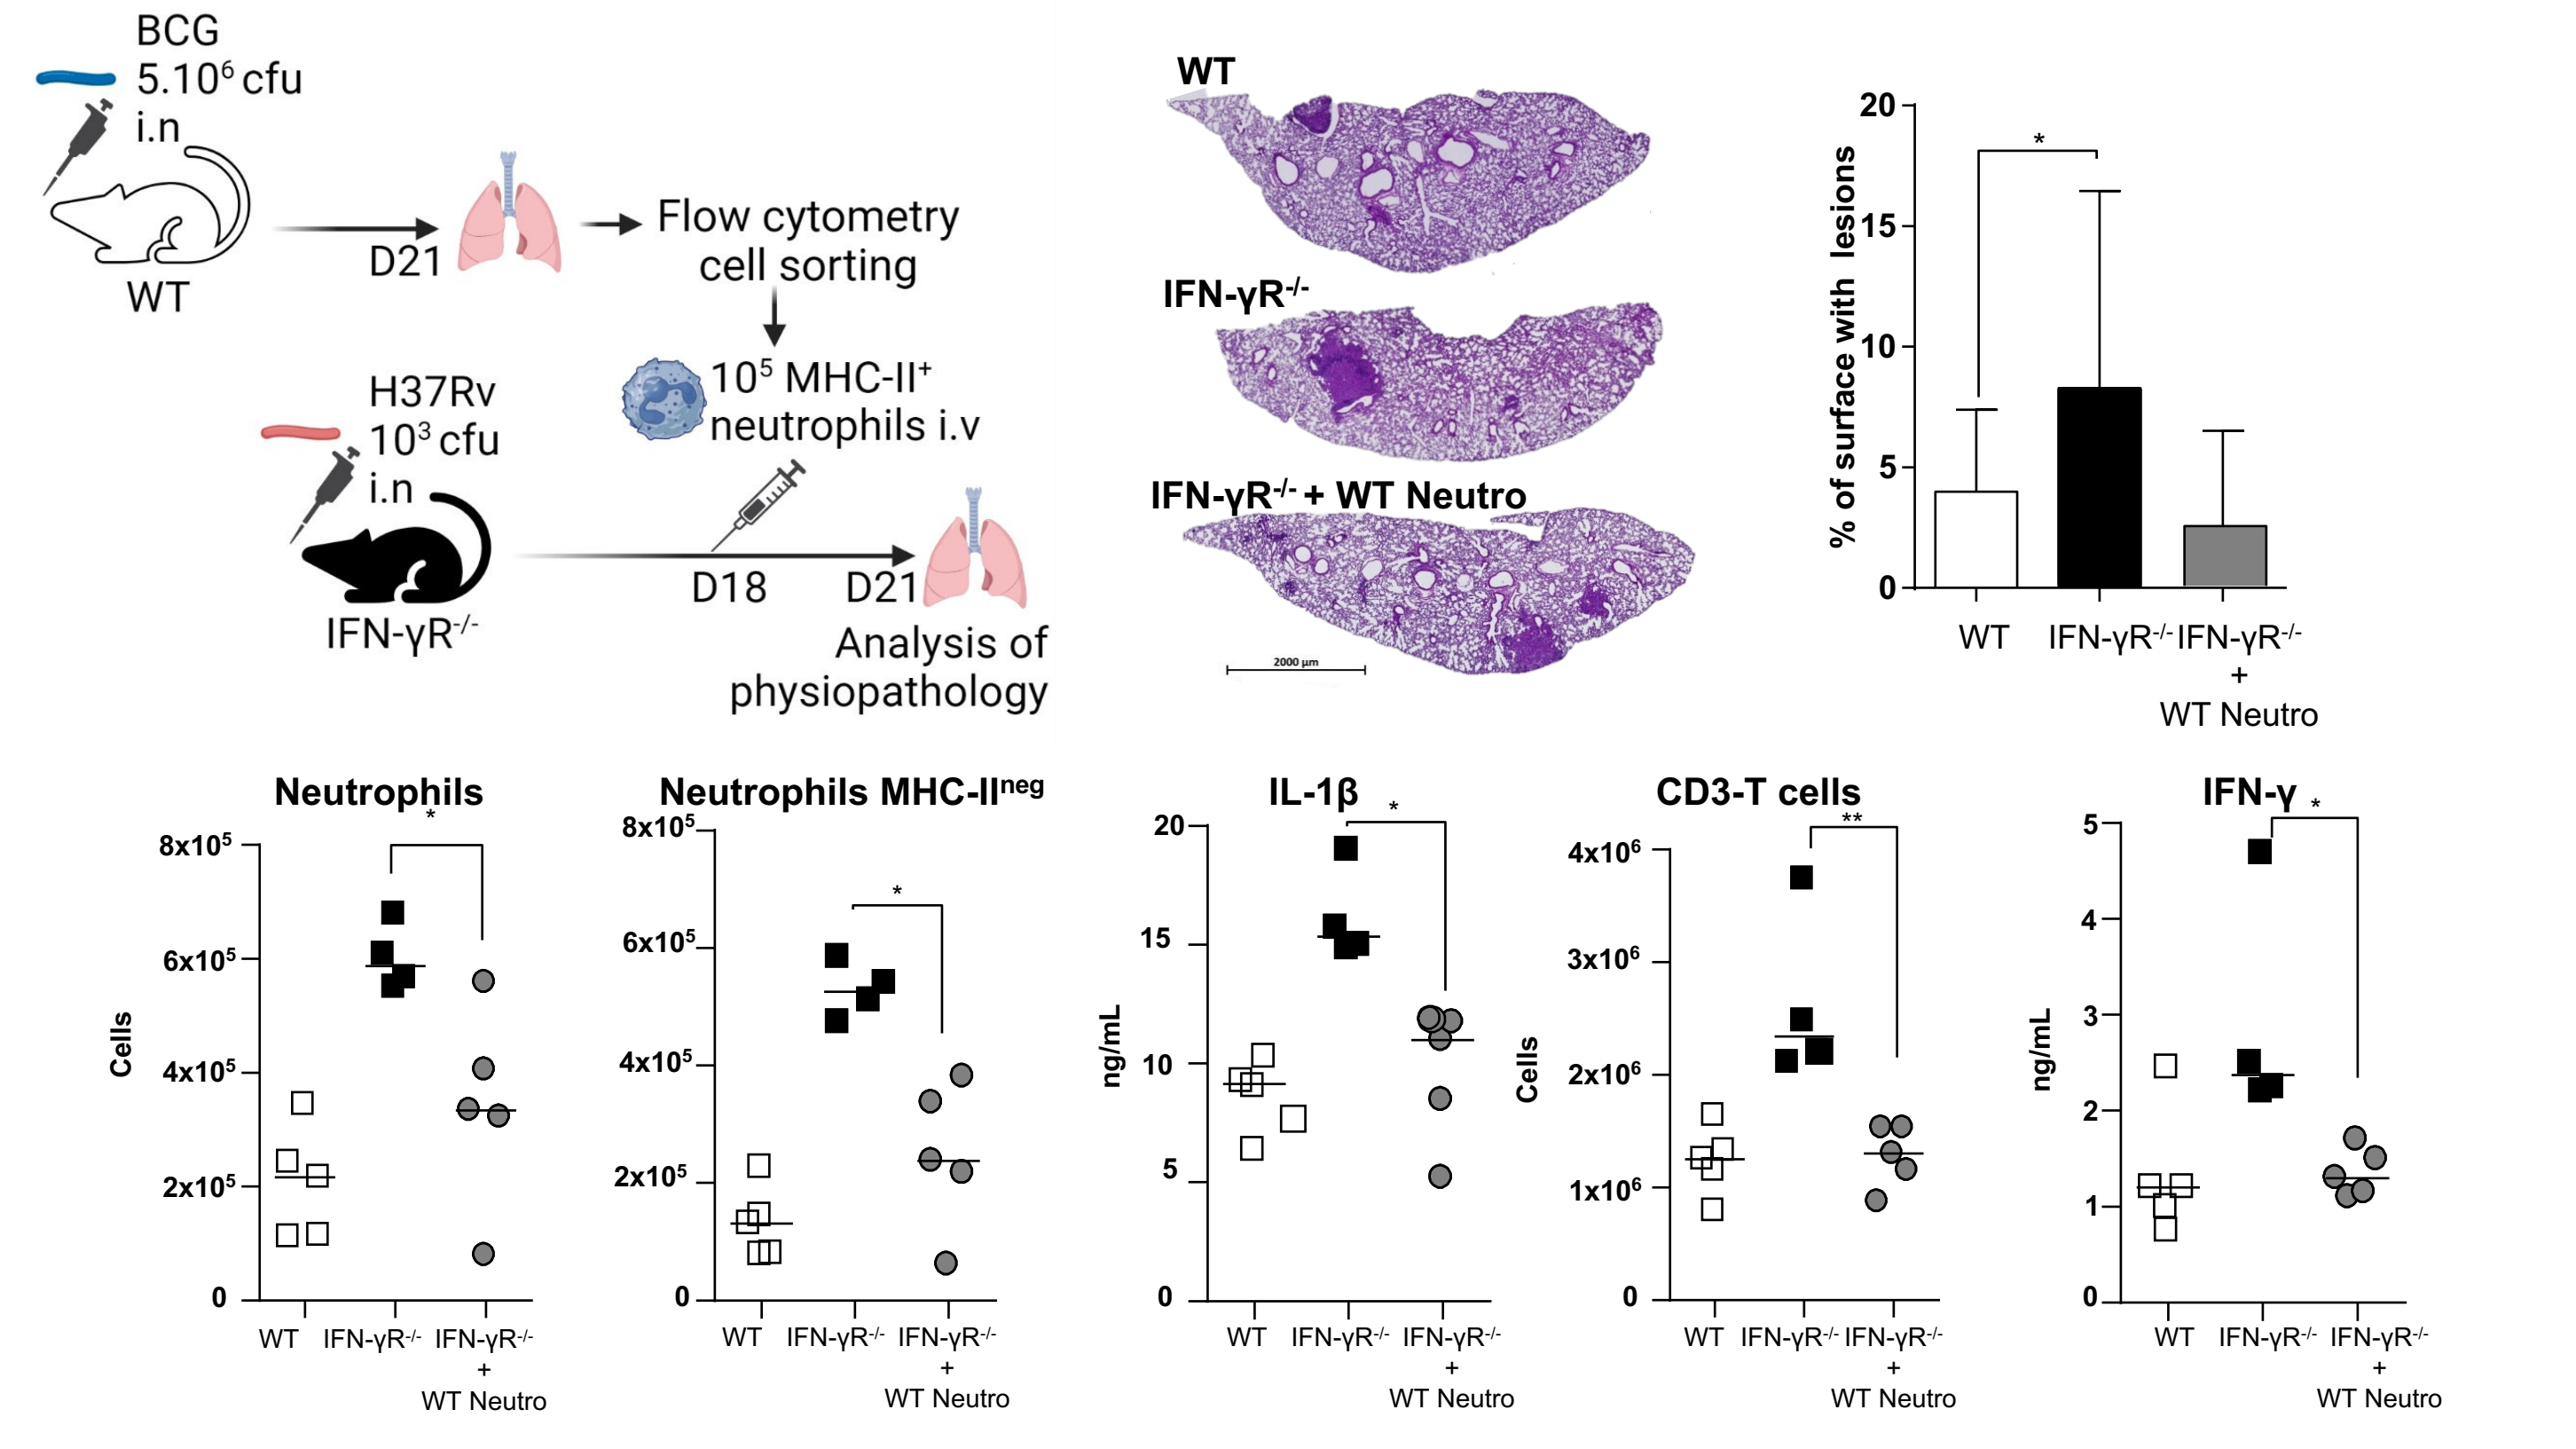 BCG
5.10⁶ cfu
i.n
WT
D21
Flow cytometry
cell sorting
10⁵ MHC-II⁺
neutrophils i.v
H37Rv
10³ cfu
i.n
IFN-γR⁻/⁻
D18
D21
Analysis of
physiopathology
WT
IFN-γR⁻/⁻
IFN-γR⁻/⁻ + WT Neutro
2000 µm
% of surface with lesions
20
15
10
5
0
*
WT
IFN-γR⁻/⁻
IFN-γR⁻/⁻
+
WT Neutro
Neutrophils
*
Cells
8x10⁵
6x10⁵
4x10⁵
2x10⁵
0
WT
IFN-γR⁻/⁻
IFN-γR⁻/⁻
+
WT Neutro
Neutrophils MHC-IIⁿᵉᵍ
*
8x10⁵
6x10⁵
4x10⁵
2x10⁵
0
WT
IFN-γR⁻/⁻
IFN-γR⁻/⁻
+
WT Neutro
IL-1β
*
ng/mL
20
15
10
5
0
WT
IFN-γR⁻/⁻
IFN-γR⁻/⁻
+
WT Neutro
CD3-T cells
**
Cells
4x10⁶
3x10⁶
2x10⁶
1x10⁶
0
WT
IFN-γR⁻/⁻
IFN-γR⁻/⁻
+
WT Neutro
IFN-γ
*
ng/mL
5
4
3
2
1
0
WT
IFN-γR⁻/⁻
IFN-γR⁻/⁻
+
WT Neutro